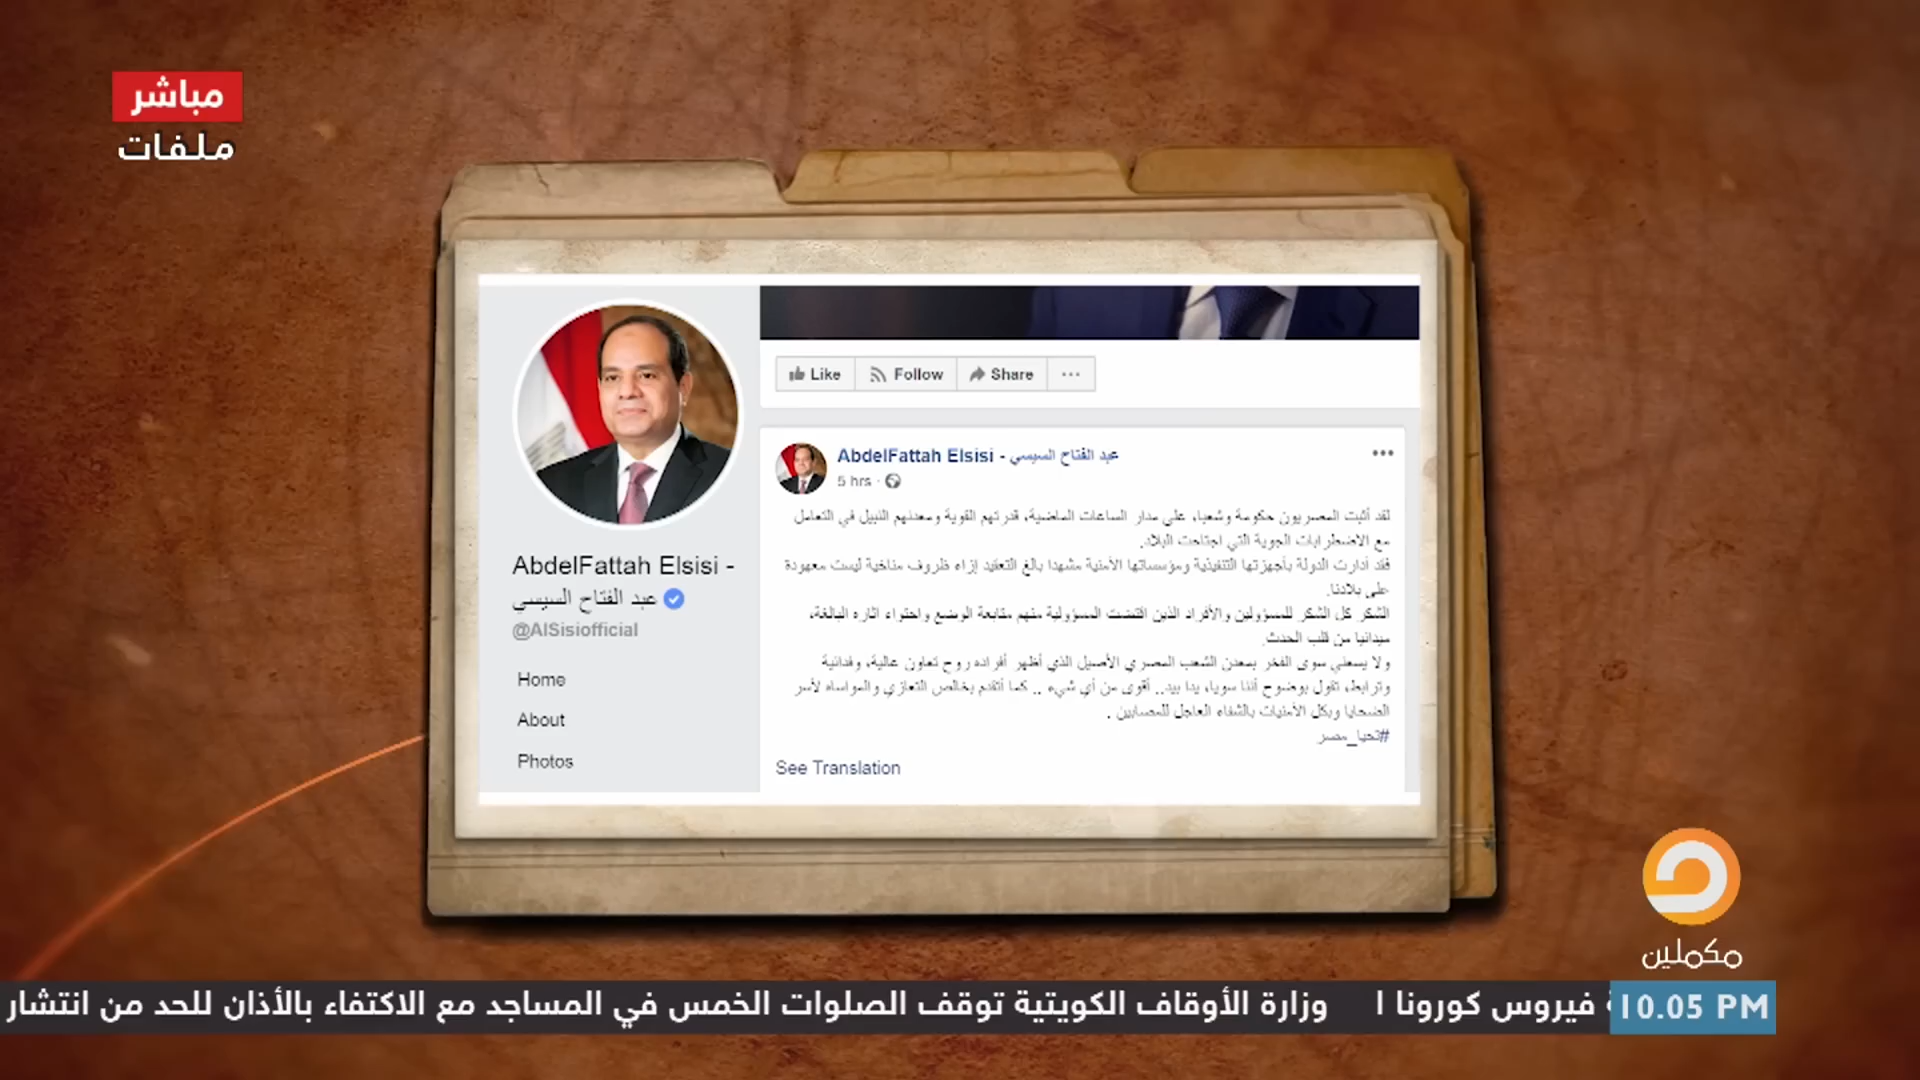 مباشر
ملفات
Like
Follow
Share
AbdelFattah Elsisi - عبد الفتاح السيسي
5 hrs
لقد أثبت المصريون حكومة وشعبا، على مدار الساعات الماضية، قدرتهم القوية ومعدنهم النبيل في التعامل
مع الاضطرابات الجوية التي اجتاحت البلاد.
فقد أدارت الدولة بأجهزتها التنفيذية ومؤسساتها الأمنية مشهدا بالغ التعقيد إزاء ظروف مناخية ليست معهودة
على بلادنا.
الشكر كل الشكر للمسؤولين والأفراد الذين اقتضت المسؤولية منهم متابعة الوضع واحتواء اثاره البالغة،
ميدانيا من قلب الحدث.
ولا يسعني سوى الفخر بمعدن الشعب المصري الأصيل الذي أظهر أفراده روح تعاون عالية، وفدائية
وترابط، تقول بوضوح أننا سويا، يدا بيد.. أقوى من أي شيء .. كما أتقدم بخالص التعازي والمواساه لأسر
الضحايا وبكل الأمنيات بالشفاء العاجل للمصابين .
#تحيا_مصر
See Translation
AbdelFattah Elsisi -
عبد الفتاح السيسي
@AlSisiofficial
Home
About
Photos
مكملين
فيروس كورونا ا وزارة الأوقاف الكويتية توقف الصلوات الخمس في المساجد مع الاكتفاء بالأذان للحد من انتشار
10.05 PM